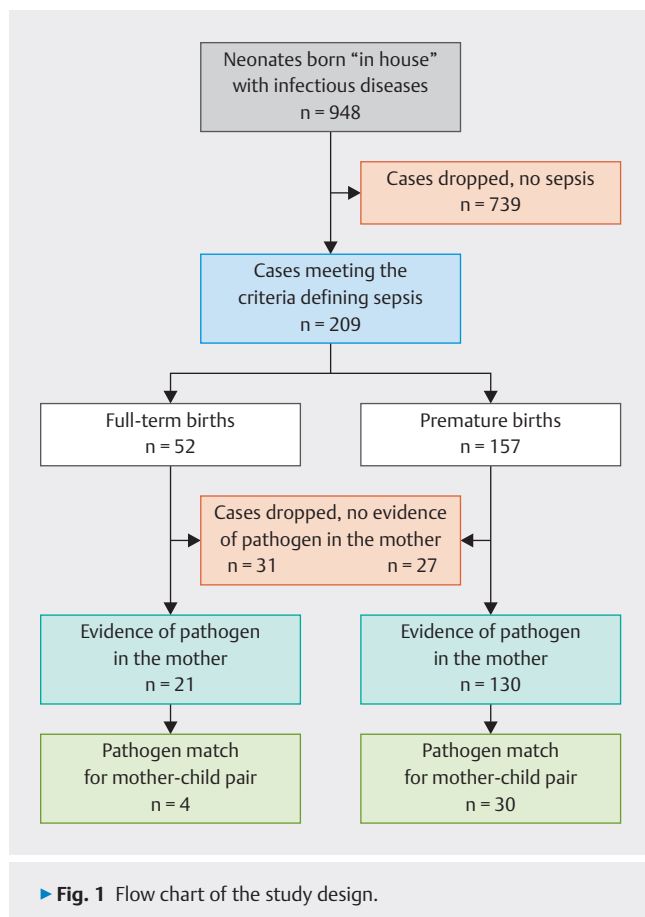 Neonates born “in house”
with infectious diseases
n = 948
Cases dropped, no sepsis
n = 739
Cases meeting the
criteria defining sepsis
n = 209
Full-term births
n = 52
Premature births
n = 157
Cases dropped, no evidence
of pathogen in the mother
n = 31 n = 27
Evidence of pathogen
in the mother
n = 21
Evidence of pathogen
in the mother
n = 130
Pathogen match
for mother-child pair
n = 4
Pathogen match
for mother-child pair
n = 30
▶ Fig. 1 Flow chart of the study design.